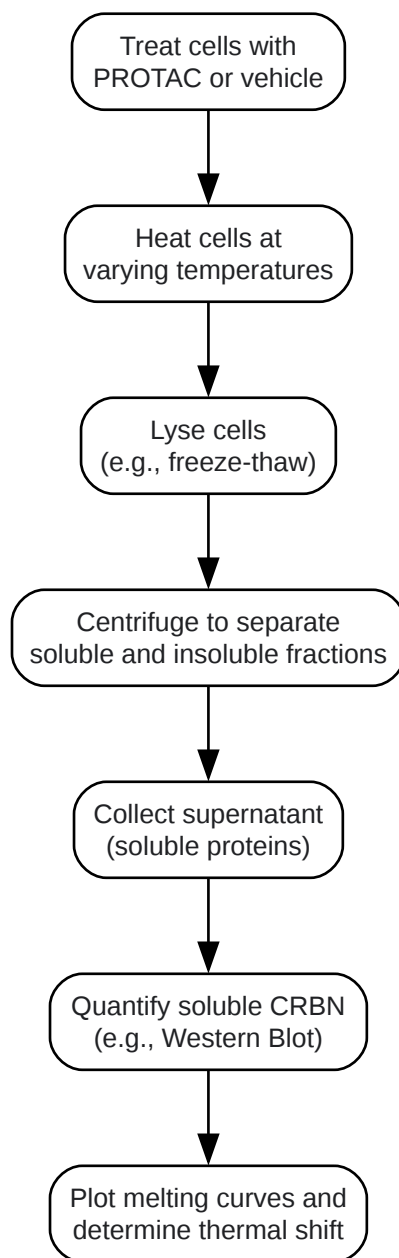 Treat cells with
PROTAC or vehicle
Heat cells at
varying temperatures
Lyse cells
(e.g., freeze-thaw)
Centrifuge to separate
soluble and insoluble fractions
Collect supernatant
(soluble proteins)
Quantify soluble CRBN
(e.g., Western Blot)
Plot melting curves and
determine thermal shift